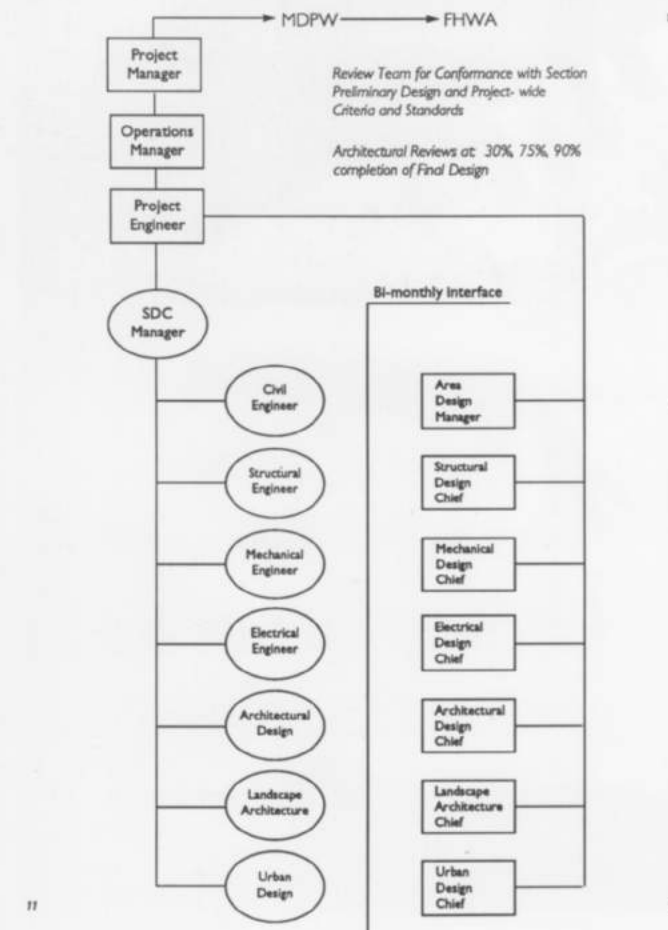 MDPW FHWA
Project
Manager
Review Team for Conformance with Section
Preliminary Design and Project- wide
Criteria and Standards
Operations
Manager
Architectural Reviews at: 30%, 75%, 90%
completion of Final Design
Project
Engineer
Bi-monthly Interface
SDC
Manager
Civil
Engineer
Area
Design
Manager
Structural
Engineer
Structural
Design
Chief
Mechanical
Engineer
Mechanical
Design
Chief
Electrical
Engineer
Electrical
Design
Chief
Architectural
Design
Architectural
Design
Chief
Landscape
Architecture
Landscape
Architecture
Chief
Urban
Design
Urban
Design
Chief
11